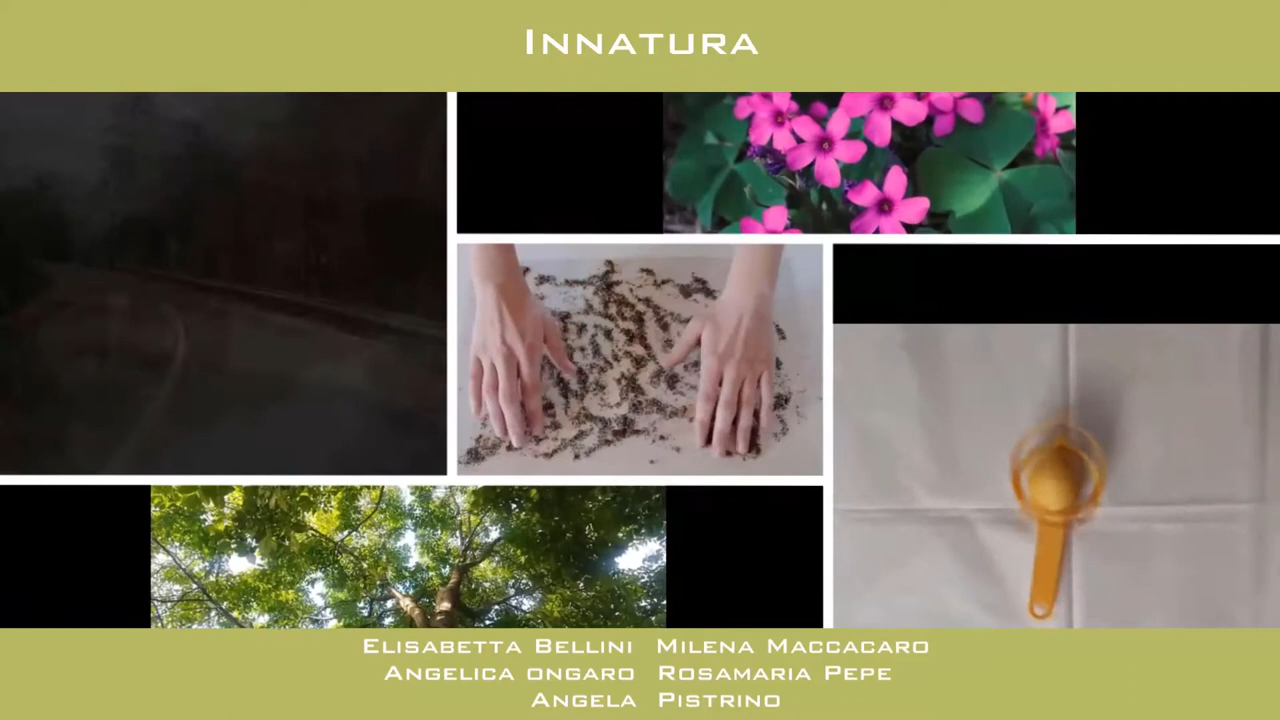 Innatura
Elisabetta Bellini Milena Maccacaro
Angelica ongaro Rosamaria Pepe
Angela Pistrino